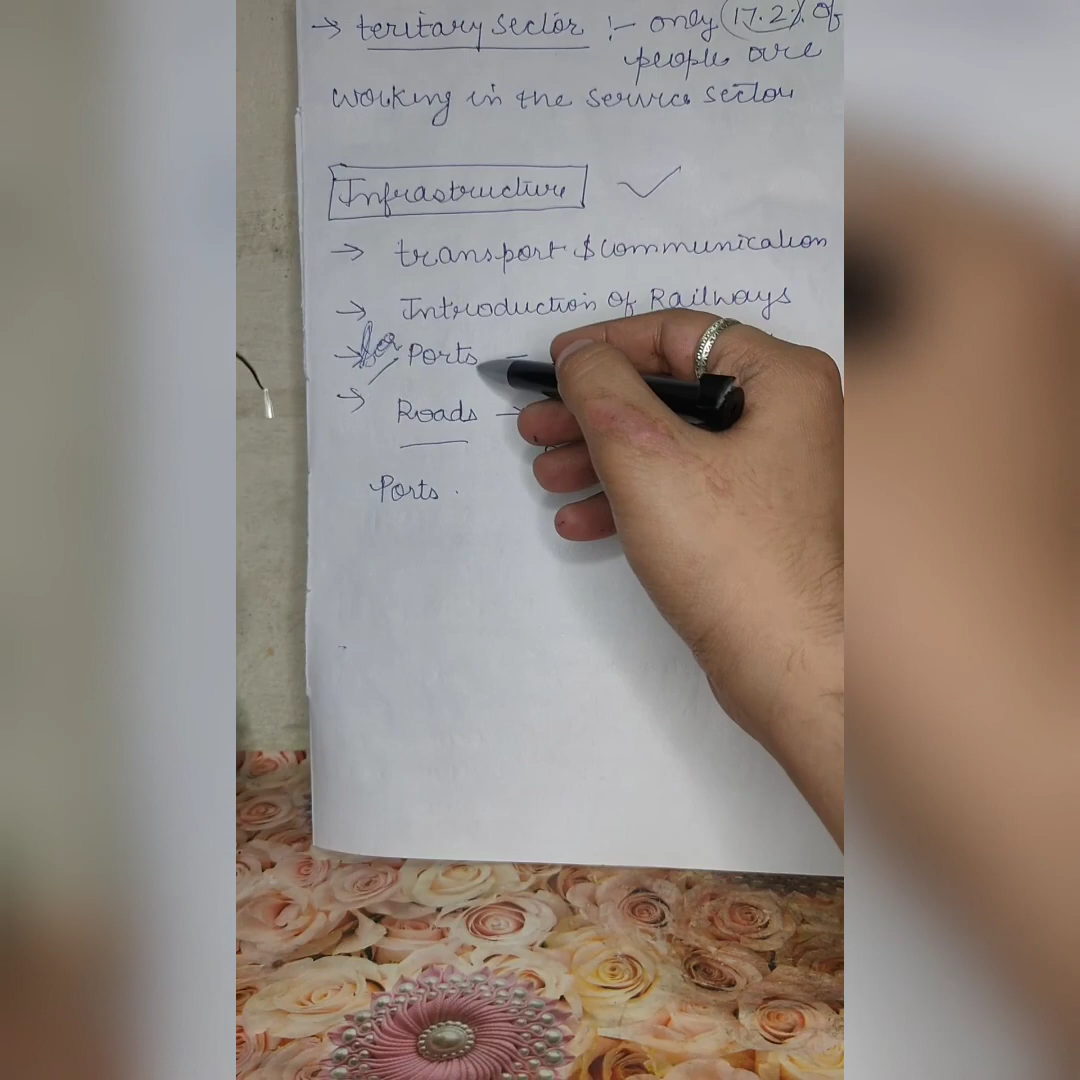 → teritary sector :- only (17.2%) of
people are
working in the service sector
Infrastructure ✓
→ transport & communication
→ Introduction of Railways
→ Ports –
→ Roads →
Ports.